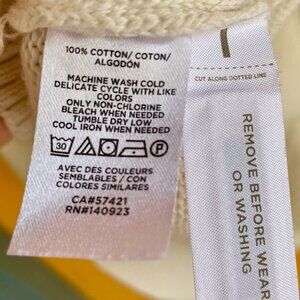 100% COTTON/ COTON/
ALGODÓN
MACHINE WASH COLD
DELICATE CYCLE WITH LIKE
COLORS
ONLY NON-CHLORINE
BLEACH WHEN NEEDED
TUMBLE DRY LOW
COOL IRON WHEN NEEDED
30 P
AVEC DES COULEURS
SEMBLABLES / CON
COLORES SIMILARES
CA#57421
RN#140923
CUT ALONG DOTTED LINE
REMOVE BEFORE WEAR
OR WASHING